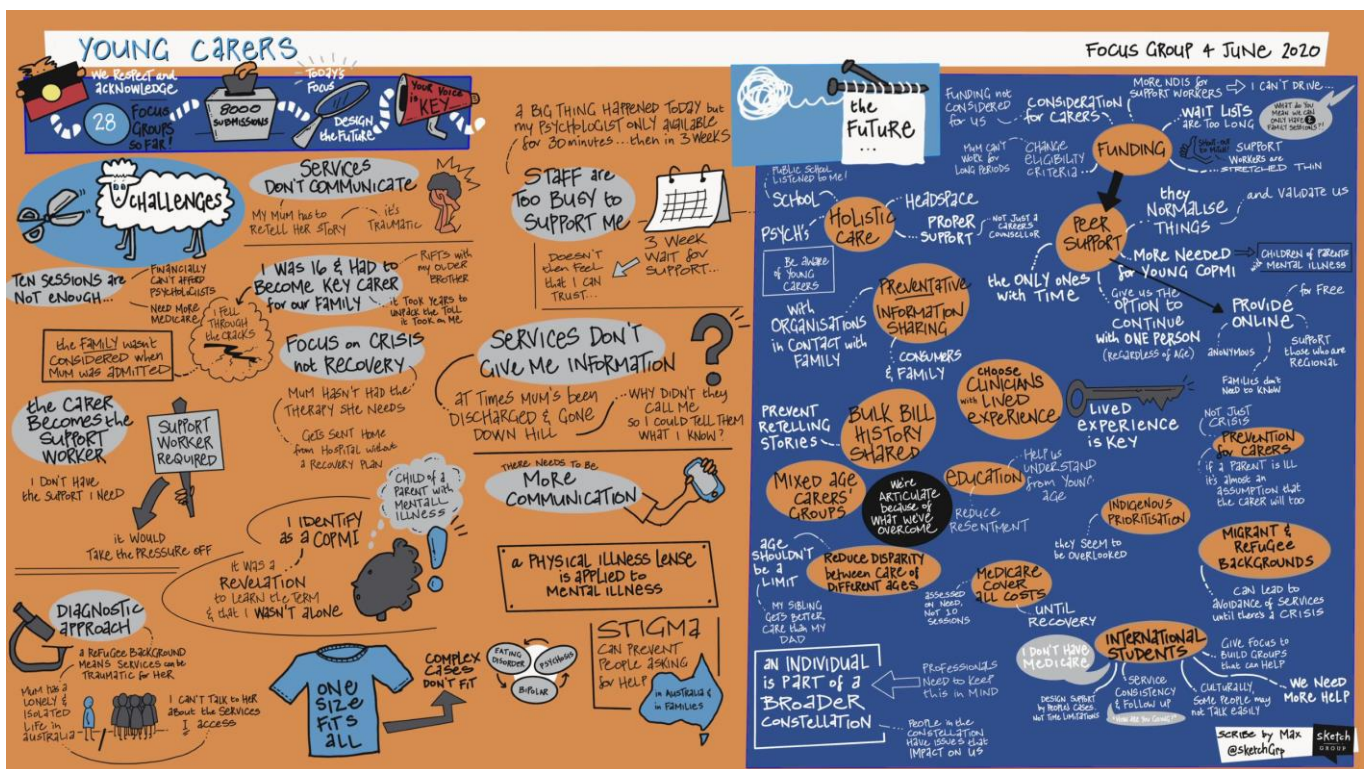 YOUNG CARERS
FOCUS GROUP 4 JUNE 2020
We Respect and
acknowledge
28
FOCUS
GROUPS
so far!
8000
submissions
TODAY'S
FOCUS
DESIGN
the FUTURE
YOUR VOICE
is KEY
CHALLENGES
SERVICES
DON'T COMMUNICATE
MY MUM has to
RETELL HER STORY
it's
TRAUMATIC
TEN SESSIONS are
NOT enough...
FINANCIALLY
CAN'T AFFORD
PSYCHOLOGISTS
NEED MORE
MEDICARE
I FELL
THROUGH
the CRACKS
the FAMILY wasn't
CONSIDERED when
MUM was ADMITTED
I WAS 16 & HAD to
BECOME KEY CARER
for our FAMILY
RIFTS with
my OLDER
BROTHER
it TOOK YEARS to
UNPACK the TOLL
it TOOK on ME
FOCUS on CRISIS
not RECOVERY
MUM HASN'T HAD the
THERAPY SHE NEEDS
GETS SENT HOME
from HOSPITAL without
a RECOVERY PLAN
the CARER
BECOMES the
SUPPORT
WORKER
SUPPORT
WORKER
REQUIRED
I DON'T HAVE
the SUPPORT I NEED
it WOULD
TAKE the PRESSURE OFF
CHILD of a
PARENT with
MENTAL
ILLNESS
I IDENTIFY
as a COPMI
IT WAS a
REVELATION
to LEARN the TERM
& that I WASN'T ALONE
DIAGNOSTIC
APPROACH
a REFUGEE BACKGROUND
MEANS SERVICES can be
TRAUMATIC for HER
MUM has a
LONELY &
ISOLATED
LIFE in
AUSTRALIA
I CAN'T TALK to HER
about the SERVICES
I access
ONE
SIZE
FITS
ALL
COMPLEX
CASES
DON'T FIT
EATING
DISORDER
PSYCHOSIS
BIPOLAR
a BIG THING HAPPENED TODAY but
my PSYCHOLOGIST ONLY available
for 30 minutes...then in 3 WEEKS
STAFF are
TOO BUSY to
SUPPORT ME
DOESN'T
then FEEL
that I CAN
TRUST...
3 WEEK
WAIT for
SUPPORT...
SERVICES DON'T
GIVE ME INFORMATION
AT TIMES MUM'S been
DISCHARGED & GONE
DOWN HILL
WHY DIDN'T they
CALL ME
so I COULD TELL THEM
WHAT I KNOW?
THERE NEEDS TO BE
MORE
COMMUNICATION
a PHYSICAL ILLNESS LENSE
is APPLIED to
MENTAL ILLNESS
STIGMA
CAN PREVENT
PEOPLE ASKING
for HELP
in AUSTRALIA &
in FAMILIES
the
FUTURE
...
FUNDING not
CONSIDERED
for US
CONSIDERATION
for CARERS
MUM CAN'T
WORK for
LONG PERIODS
CHANGE
ELIGIBILITY
CRITERIA
FUNDING
MORE NDIS for
SUPPORT WORKERS
I CAN'T DRIVE...
WAIT LISTS
ARE TOO LONG
WHAT do YOU
MEAN WE CAN
ONLY HAVE 2
FAMILY SESSIONS?!
SUPPORT
WORKERS are
STRETCHED THIN
PUBLIC SCHOOL
LISTENED TO ME!
SCHOOL
PSYCH's
HOLISTIC
CARE
HEADSPACE
PROPER
SUPPORT
NOT JUST a
CAREERS
COUNSELLOR
PEER
SUPPORT
they
NORMALISE
THINGS
and VALIDATE US
the ONLY ONES
with TIME
MORE NEEDED
for YOUNG COPMI
CHILDREN of PARENTS
with MENTAL ILLNESS
GIVE US the
OPTION to
CONTINUE
with ONE PERSON
(REGARDLESS of AGE)
PROVIDE
ONLINE
for FREE
ANONYMOUS
SUPPORT
those who are
REGIONAL
FAMILIES don't
NEED to KNOW
BE AWARE
of YOUNG
CARERS
with
ORGANISATIONS
in CONTACT with
FAMILY
PREVENTATIVE
INFORMATION
SHARING
CONSUMERS
& FAMILY
CHOOSE
CLINICIANS
with LIVED
EXPERIENCE
LIVED
EXPERIENCE
is KEY
PREVENT
RETELLING
STORIES
BULK BILL
HISTORY
SHARED
MIXED AGE
CARERS'
GROUPS
WE'RE
ARTICULATE
because of
WHAT WE'VE
OVERCOME
EDUCATION
HELP US
UNDERSTAND
from YOUNG
AGE
REDUCE
RESENTMENT
NOT JUST
CRISIS
PREVENTION
for CARERS
if a PARENT is ILL
it's almost an
ASSUMPTION that
the CARER will too
INDIGENOUS
PRIORITISATION
they SEEM to
be OVERLOOKED
MIGRANT &
REFUGEE
BACKGROUNDS
CAN LEAD to
AVOIDANCE of SERVICES
UNTIL there's a CRISIS
AGE
SHOULDN'T
BE a
LIMIT
REDUCE DISPARITY
between CARE of
DIFFERENT AGES
MY SIBLING
GETS BETTER
CARE than MY
DAD
MEDICARE
COVER
ALL COSTS
ASSESSED
on NEED,
NOT 10
SESSIONS
UNTIL
RECOVERY
an INDIVIDUAL
is PART of a
BROADER
CONSTELLATION
PROFESSIONALS
NEED to KEEP
this in MIND
PEOPLE in the
CONSTELLATION
HAVE ISSUES that
IMPACT on US
INTERNATIONAL
STUDENTS
I DON'T HAVE
MEDICARE
DESIGN SUPPORT
by PEOPLES CASES.
NOT TIME LIMITATIONS
SERVICE
CONSISTENCY
& FOLLOW UP
"HOW ARE YOU GOING?"
CULTURALLY,
SOME PEOPLE may
not TALK EASILY
GIVE FOCUS to
BUILD GROUPS
that can HELP
WE NEED
MORE HELP
SCRIBE by MAX
@SketchGrp
sketch
GROUP